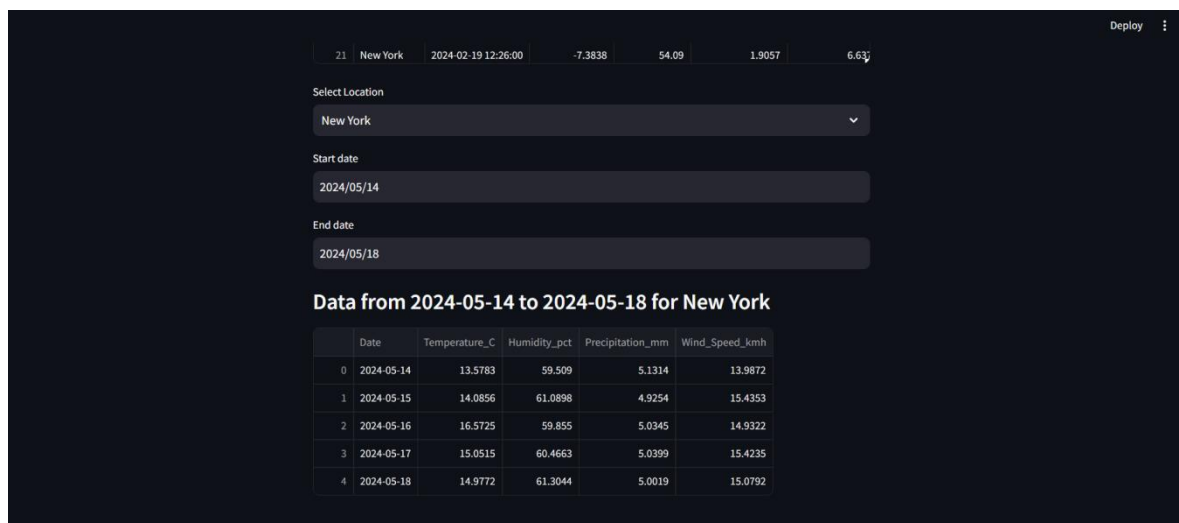 Deploy
21 New York 2024-02-19 12:26:00 -7.3838 54.09 1.9057 6.637
Select Location
New York
Start date
2024/05/14
End date
2024/05/18
Data from 2024-05-14 to 2024-05-18 for New York
Date Temperature_C Humidity_pct Precipitation_mm Wind_Speed_kmh
0 2024-05-14 13.5783 59.509 5.1314 13.9872
1 2024-05-15 14.0856 61.0898 4.9254 15.4353
2 2024-05-16 16.5725 59.855 5.0345 14.9322
3 2024-05-17 15.0515 60.4663 5.0399 15.4235
4 2024-05-18 14.9772 61.3044 5.0019 15.0792